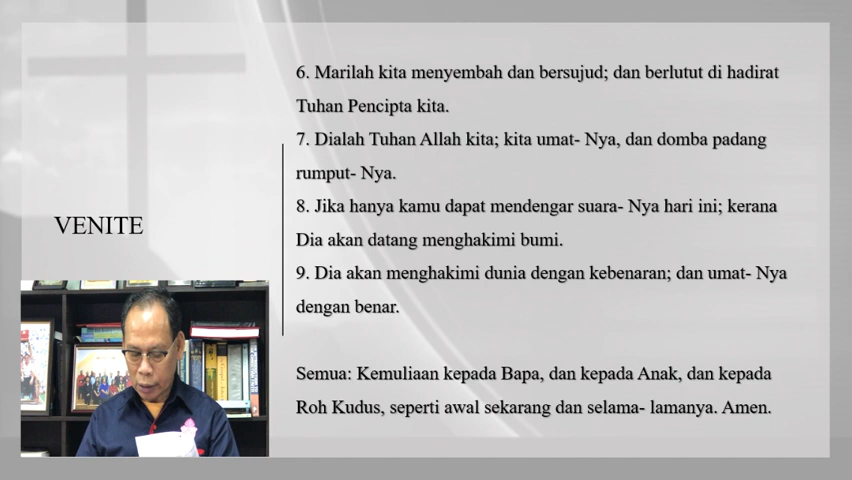 VENITE
6. Marilah kita menyembah dan bersujud; dan berlutut di hadirat
Tuhan Pencipta kita.
7. Dialah Tuhan Allah kita; kita umat- Nya, dan domba padang
rumput- Nya.
8. Jika hanya kamu dapat mendengar suara- Nya hari ini; kerana
Dia akan datang menghakimi bumi.
9. Dia akan menghakimi dunia dengan kebenaran; dan umat- Nya
dengan benar.
Semua: Kemuliaan kepada Bapa, dan kepada Anak, dan kepada
Roh Kudus, seperti awal sekarang dan selama- lamanya. Amen.